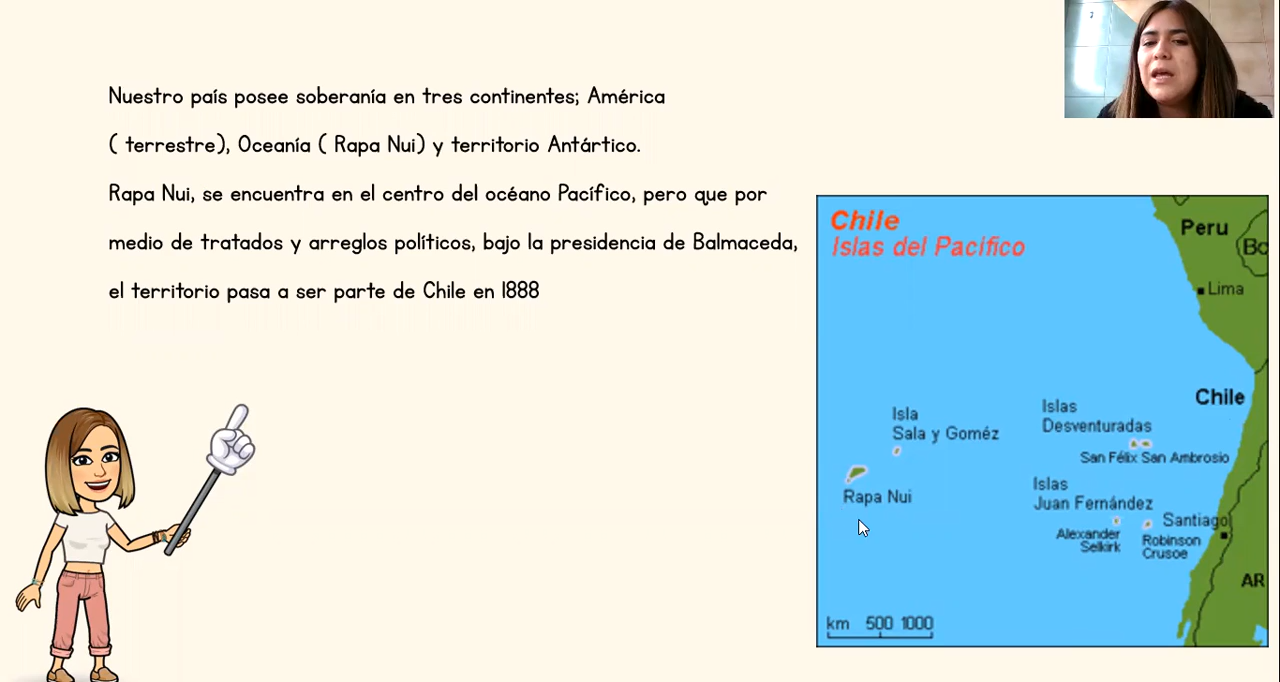 Nuestro país posee soberanía en tres continentes; América
( terrestre), Oceanía ( Rapa Nui) y territorio Antártico.
Rapa Nui, se encuentra en el centro del océano Pacífico, pero que por
medio de tratados y arreglos políticos, bajo la presidencia de Balmaceda,
el territorio pasa a ser parte de Chile en 1888
Chile
Islas del Pacifico
Peru
Bo
Lima
Chile
Isla
Sala y Goméz
Rapa Nui
Islas
Desventuradas
San Félix San Ambrosio
Islas
Juan Fernández
Santiago
Alexander
Selkirk
Robinson
Crusoe
AR
km 500 1000